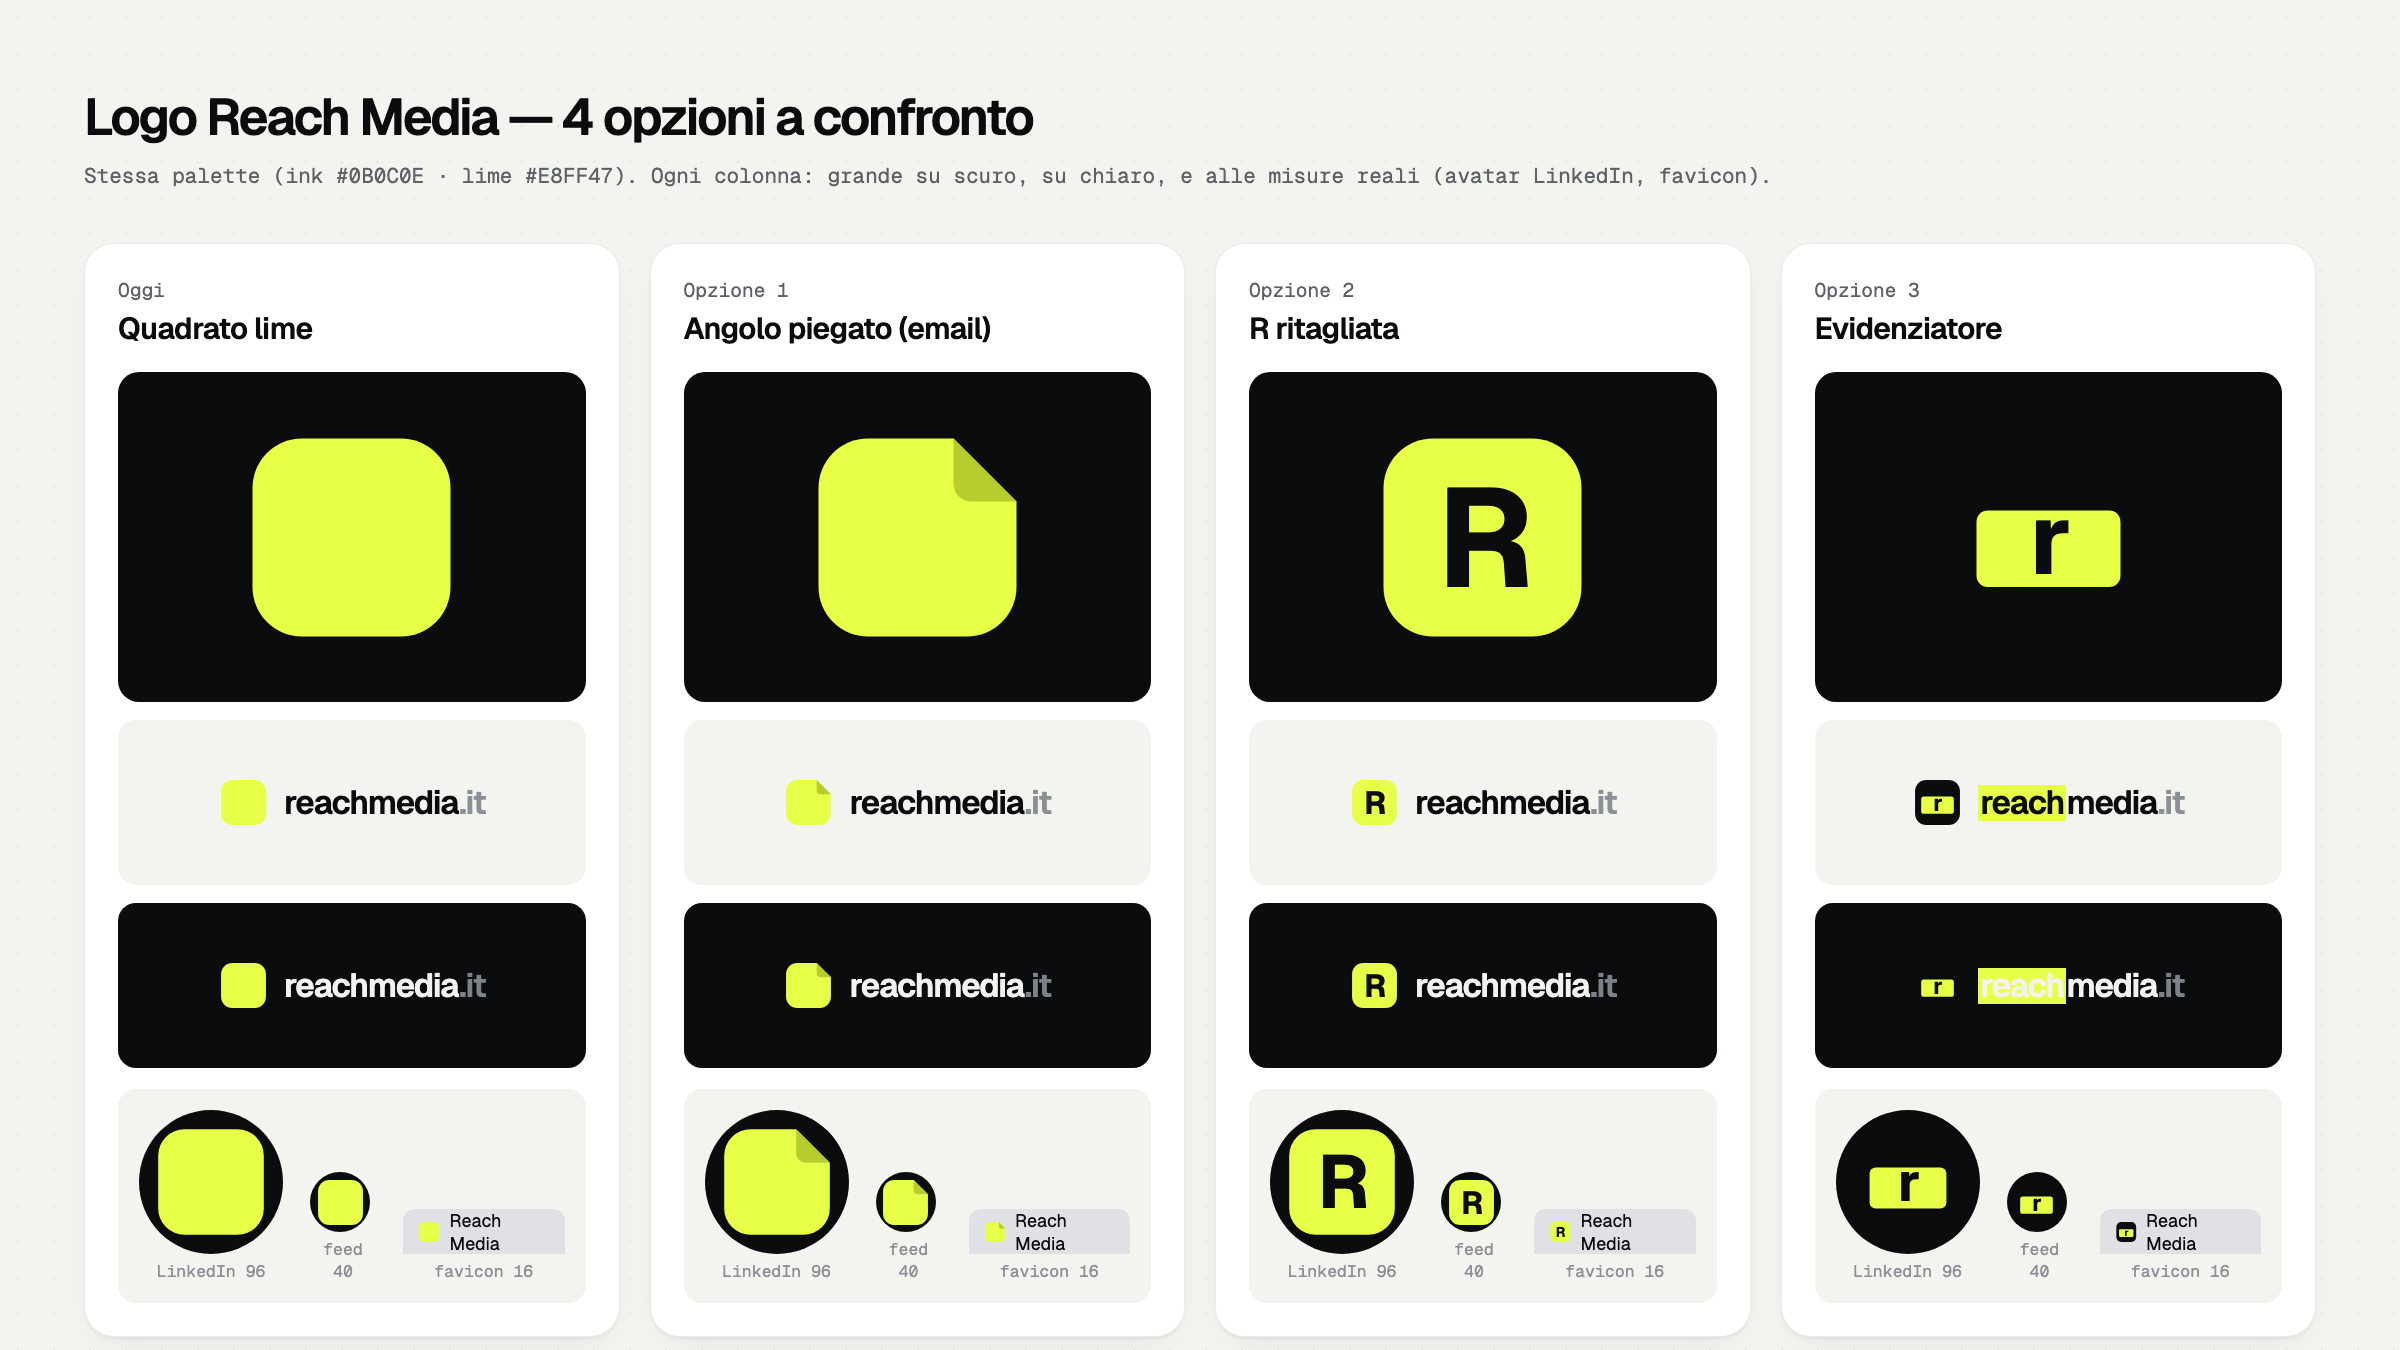 Logo Reach Media — 4 opzioni a confronto
Stessa palette (ink #0B0C0E · lime #E8FF47). Ogni colonna: grande su scuro, su chiaro, e alle misure reali (avatar LinkedIn, favicon).
Oggi
Quadrato lime
reachmedia.it
reachmedia.it
Reach
Media
feed
40
LinkedIn 96
favicon 16
Opzione 1
Angolo piegato (email)
reachmedia.it
reachmedia.it
Reach
Media
feed
40
LinkedIn 96
favicon 16
Opzione 2
R ritagliata
R
R reachmedia.it
R reachmedia.it
R
R
R Reach
Media
feed
40
LinkedIn 96
favicon 16
Opzione 3
Evidenziatore
r
r reachmedia.it
r reachmedia.it
r
r
r Reach
Media
feed
40
LinkedIn 96
favicon 16